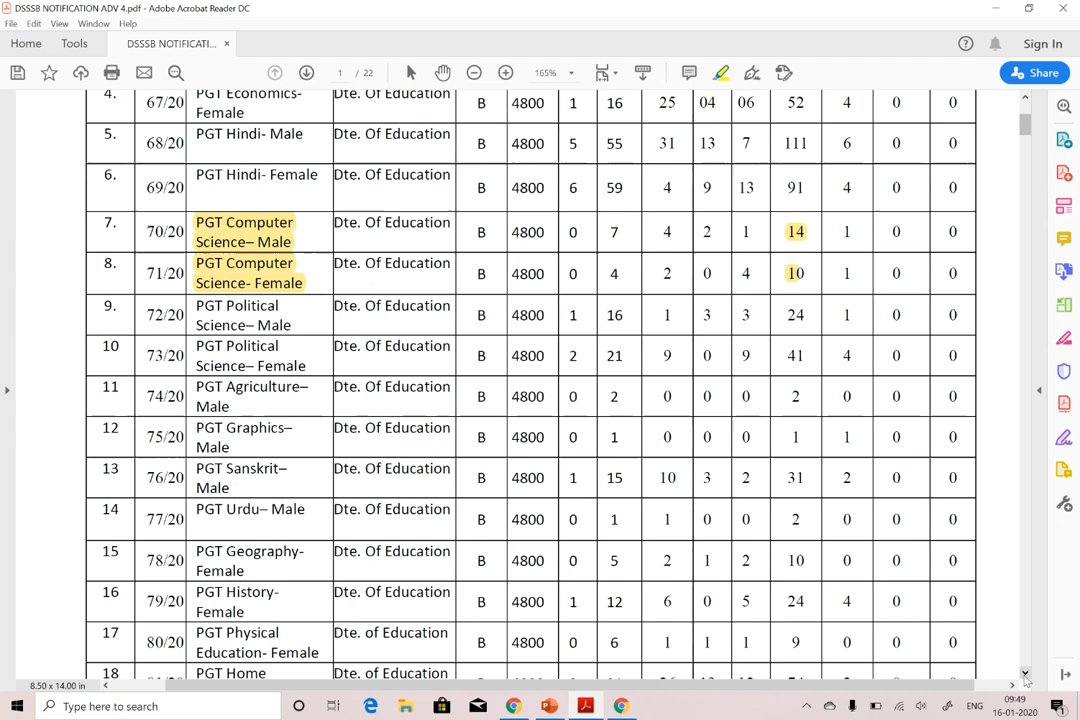 DSSSB NOTIFICATION ADV 4.pdf - Adobe Acrobat Reader DC
File Edit View Window Help
Home Tools DSSSB NOTIFICATI... × Sign In
1 / 22 165% Share
4. 67/20 PGT Economics- Dte. Of Education B 4800 1 16 25 04 06 52 4 0 0
Female
5. 68/20 PGT Hindi- Male Dte. Of Education B 4800 5 55 31 13 7 111 6 0 0
6. 69/20 PGT Hindi- Female Dte. Of Education B 4800 6 59 4 9 13 91 4 0 0
7. 70/20 PGT Computer Dte. Of Education B 4800 0 7 4 2 1 14 1 0 0
Science– Male
8. 71/20 PGT Computer Dte. Of Education B 4800 0 4 2 0 4 10 1 0 0
Science- Female
9. 72/20 PGT Political Dte. Of Education B 4800 1 16 1 3 3 24 1 0 0
Science– Male
10 73/20 PGT Political Dte. Of Education B 4800 2 21 9 0 9 41 4 0 0
Science– Female
11 74/20 PGT Agriculture– Dte. Of Education B 4800 0 2 0 0 0 2 0 0 0
Male
12 75/20 PGT Graphics– Dte. Of Education B 4800 0 1 0 0 0 1 1 0 0
Male
13 76/20 PGT Sanskrit– Dte. Of Education B 4800 1 15 10 3 2 31 2 0 0
Male
14 77/20 PGT Urdu– Male Dte. Of Education B 4800 0 1 1 0 0 2 0 0 0
15 78/20 PGT Geography- Dte. Of Education B 4800 0 5 2 1 2 10 0 0 0
Female
16 79/20 PGT History- Dte. Of Education B 4800 1 12 6 0 5 24 4 0 0
Female
17 80/20 PGT Physical Dte. of Education B 4800 0 6 1 1 1 9 0 0 0
Education- Female
18 PGT Home Dte. of Education
8.50 x 14.00 in
Type here to search ENG 09:49
16-01-2020